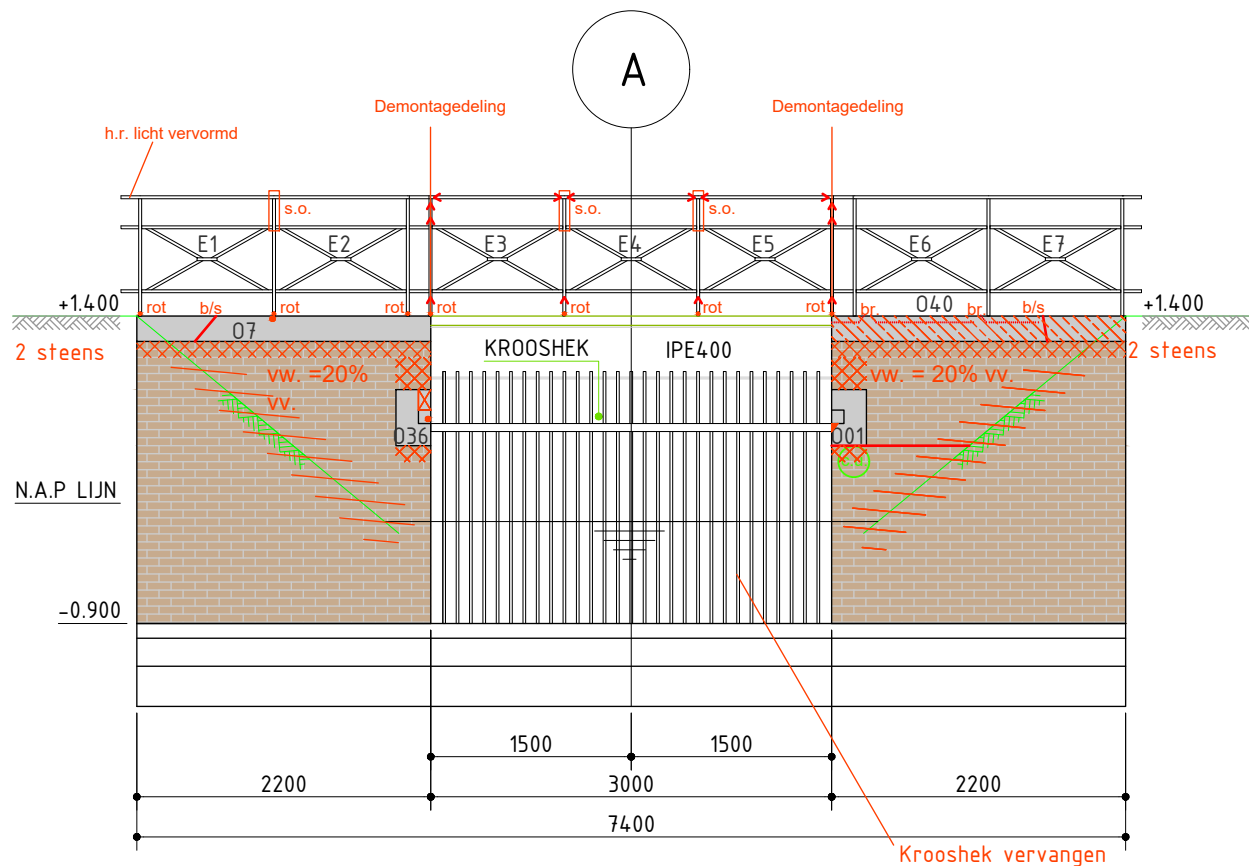 A
Demontagedeling
Demontagedeling
h.r. licht vervormd
s.o.
s.o.
s.o.
E1
E2
E3
E4
E5
E6
E7
+1.400
rot
b/s
rot
rot
rot
rot
rot
br.
O40
br.
b/s
+1.400
2 steens
O7
KROOSHEK
IPE400
2 steens
vw. =20%
vv.
vw. = 20% vv.
O36
O01
N.A.P LIJN
-0.900
1500
1500
2200
3000
2200
7400
Krooshek vervangen